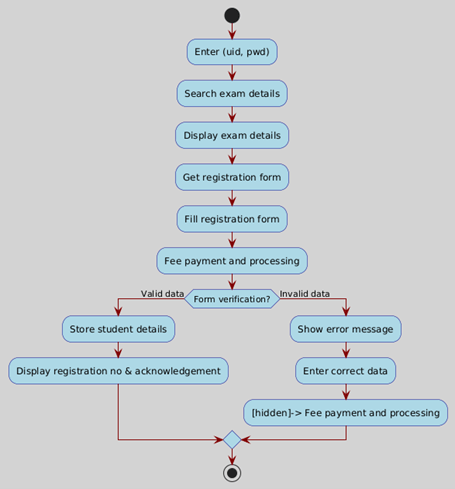 Enter (uid, pwd)
Search exam details
Display exam details
Get registration form
Fill registration form
Fee payment and processing
Valid data
Form verification?
Invalid data
Store student details
Show error message
Display registration no & acknowledgement
Enter correct data
[hidden]-> Fee payment and processing